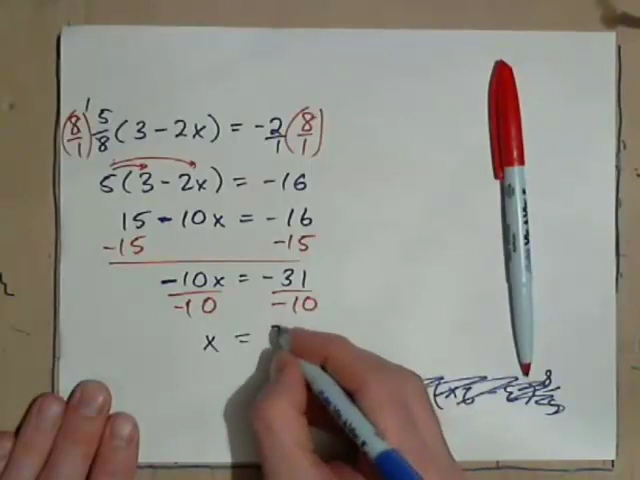 (8/1) 1 5/8 (3 - 2x) = -2/1 (8/1)
5(3 - 2x) = -16
15 - 10x = -16
-15 -15
-10x = -31
-10 -10
x =